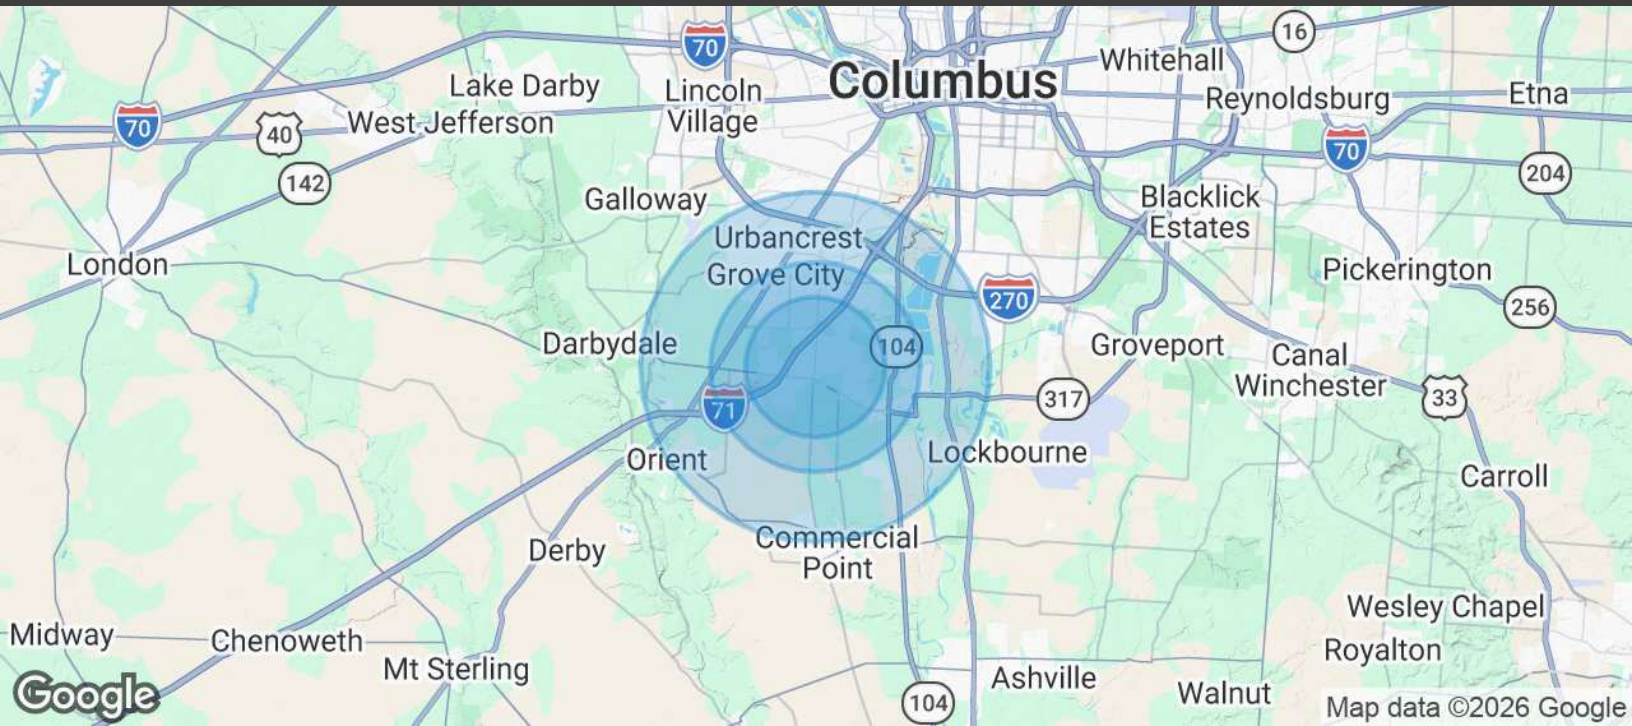 70
16
Whitehall
Columbus
Lake Darby
Lincoln
Village
Reynoldsburg
Etna
70
40
West Jefferson
70
142
204
Galloway
Blacklick
Estates
Urbancrest
London
Grove City
Pickerington
270
256
Darbydale
104
Groveport
Canal
Winchester
71
317
33
Orient
Lockbourne
Carroll
Commercial
Point
Derby
Wesley Chapel
Midway
Chenoweth
Royalton
Mt Sterling
Ashville
Walnut
Google
104
Map data ©2026 Google